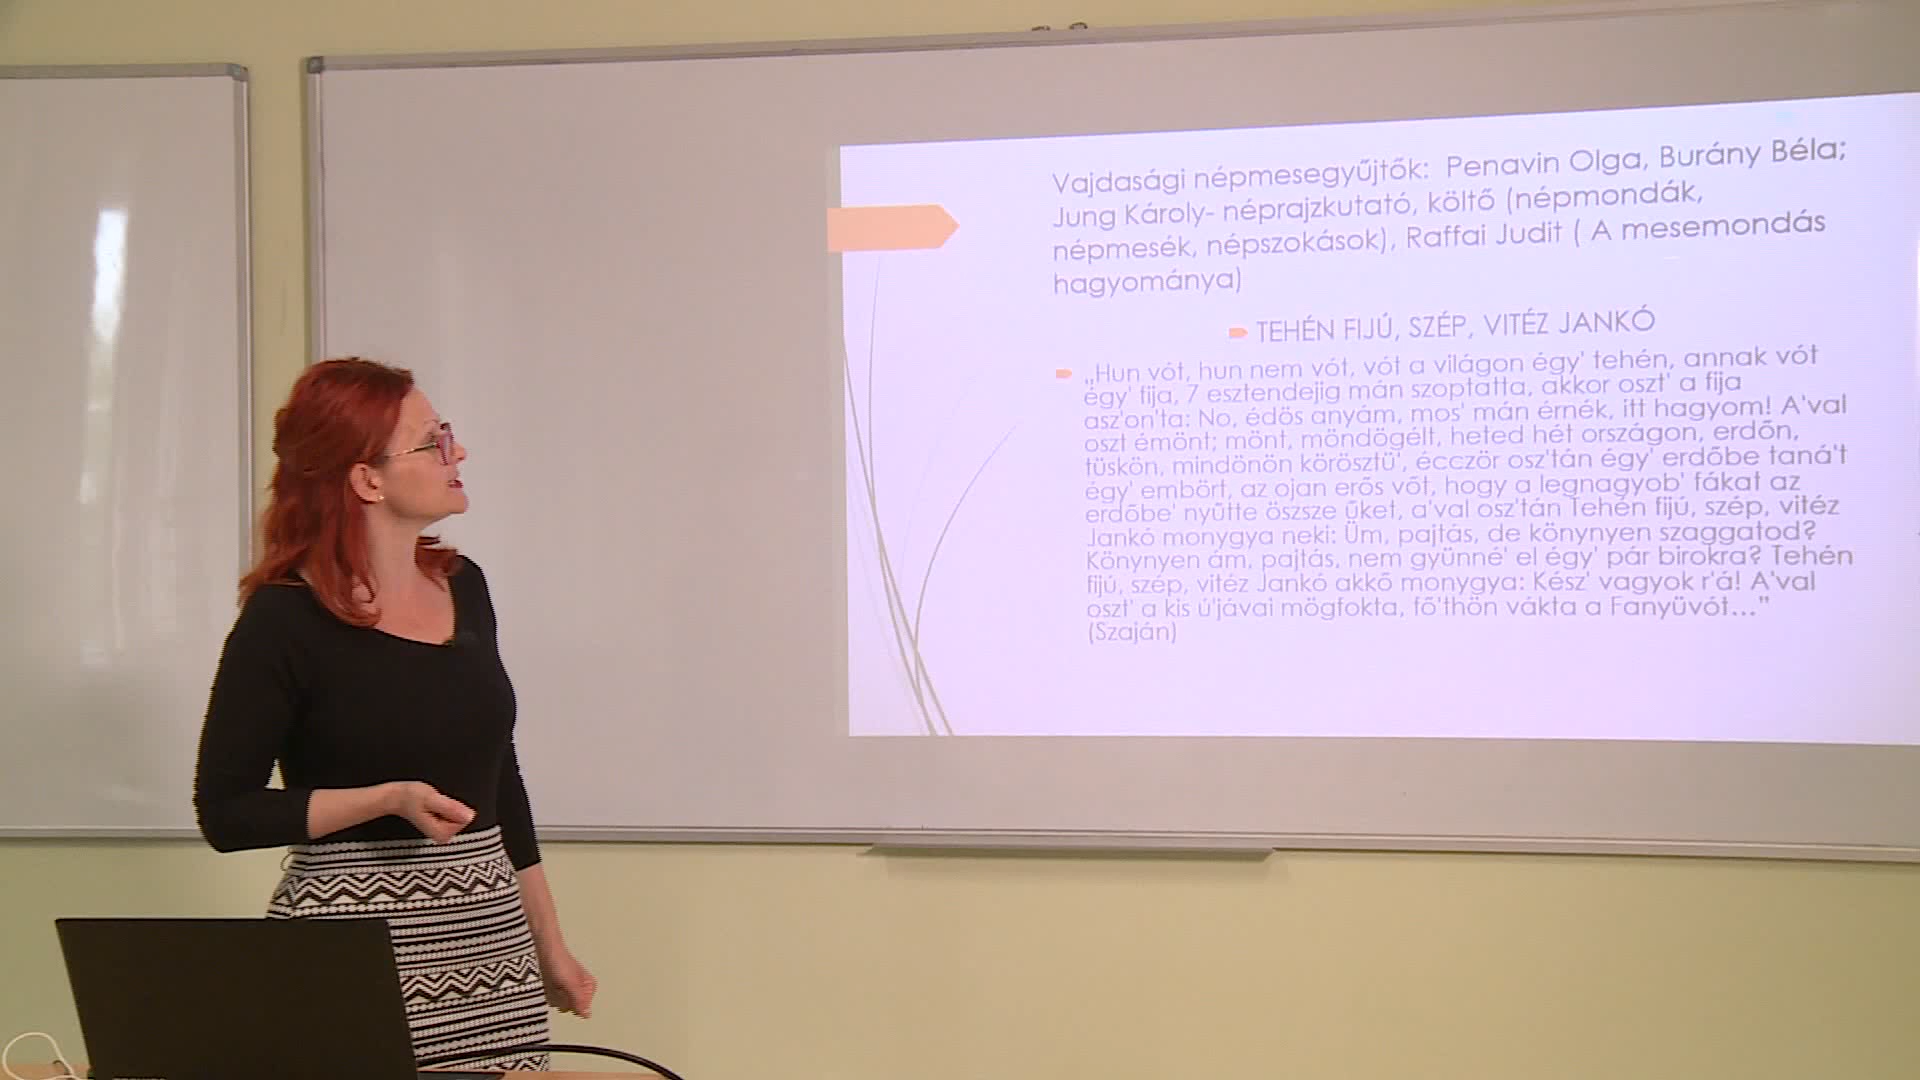 Vajdasági népmesegyűjtők: Penavin Olga, Burány Béla;
Jung Károly- néprajzkutató, költő (népmondák,
népmesék, népszokások), Raffai Judit ( A mesemondás
hagyománya)
TEHÉN FIJÚ, SZÉP, VITÉZ JANKÓ
„Hun vót, hun nem vót, vót a világon égy' tehén, annak vót
égy' fija, 7 esztendejig mán szoptatta, akkor oszt' a fija
asz'on'ta: No, édös anyám, mos' mán érnék, itt hagyom! A'val
oszt émönt; mönt, möndögélt, heted hét országon, erdőn,
tüskön, mindönön körösztü', écczör osz'tán égy' erdőbe taná't
égy' embört, az ojan erős vőt, hogy a legnagyob' fákat az
erdőbe' nyűtte öszsze űket, a'val osz'tán Tehén fijú, szép, vitéz
Jankó monygya neki: Üm, pajtás, de könynyen szaggatod?
Könynyen ám, pajtás, nem gyünné' el égy' pár birokra? Tehén
fijú, szép, vitéz Jankó akkő monygya: Kész' vagyok r'á! A'val
oszt' a kis ú'jávai mögfokta, fő'thön vákta a Fanyüvót..."
(Szaján)